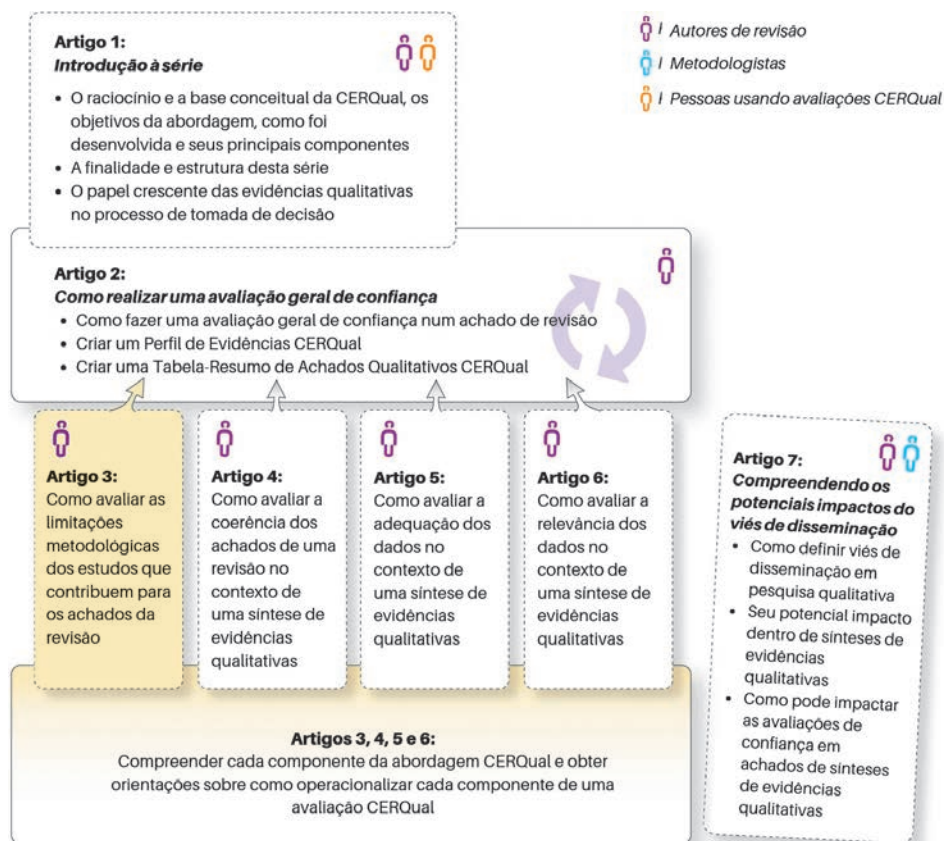 Artigo 1:
Introdução à série
• O raciocínio e a base conceitual da CERQual, os
objetivos da abordagem, como foi
desenvolvida e seus principais componentes
• A finalidade e estrutura desta série
• O papel crescente das evidências qualitativas
no processo de tomada de decisão
/ Autores de revisão
/ Metodologistas
/ Pessoas usando avaliações CERQual
Artigo 2:
Como realizar uma avaliação geral de confiança
• Como fazer uma avaliação geral de confiança num achado de revisão
• Criar um Perfil de Evidências CERQual
• Criar uma Tabela-Resumo de Achados Qualitativos CERQual
Artigo 3:
Como avaliar as
limitações
metodológicas
dos estudos que
contribuem para
os achados da
revisão
Artigo 4:
Como avaliar a
coerência dos
achados de uma
revisão no
contexto de
uma síntese de
evidências
qualitativas
Artigo 5:
Como avaliar a
adequação dos
dados no
contexto de
uma síntese de
evidências
qualitativas
Artigo 6:
Como avaliar a
relevância dos
dados no
contexto de
uma síntese de
evidências
qualitativas
Artigo 7:
Compreendendo os
potenciais impactos do
viés de disseminação
• Como definir viés de
disseminação em
pesquisa qualitativa
• Seu potencial impacto
dentro de sínteses de
evidências
qualitativas
• Como pode impactar
as avaliações de
confiança em
achados de sínteses
de evidências
qualitativas
Artigos 3, 4, 5 e 6:
Compreender cada componente da abordagem CERQual e obter
orientações sobre como operacionalizar cada componente de uma
avaliação CERQual